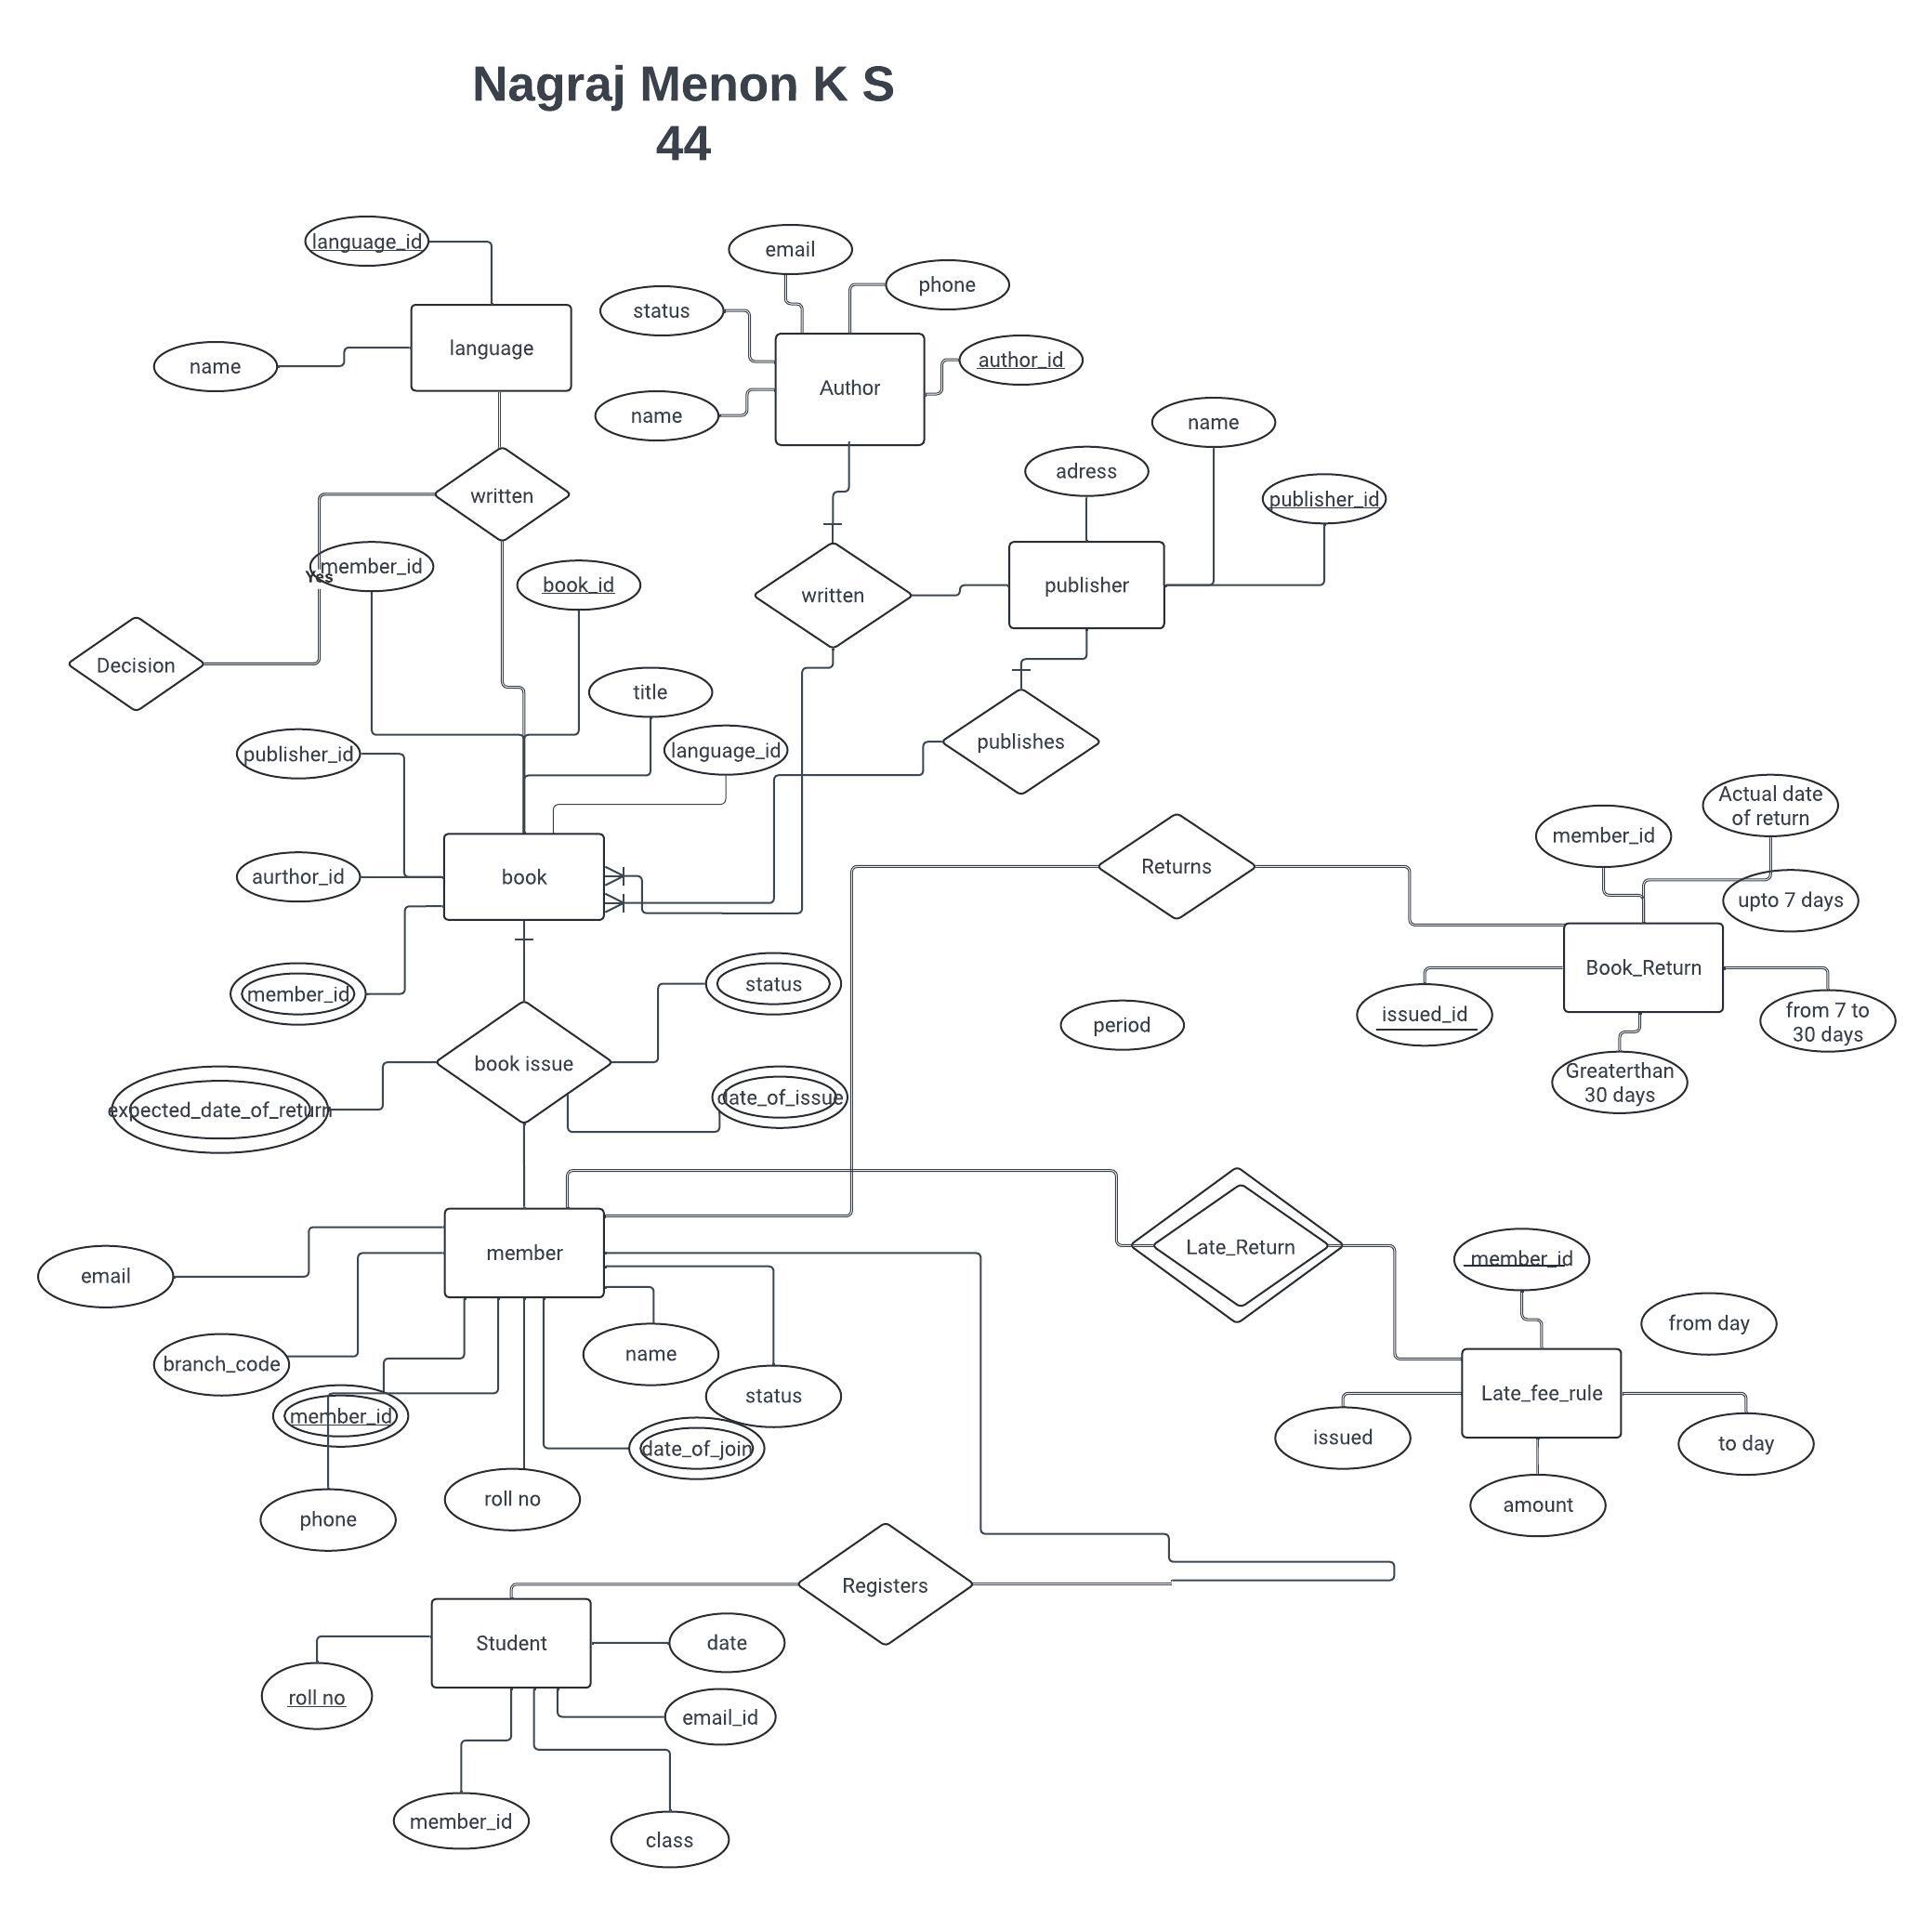 Nagraj Menon K S
44
language_id
email
phone
status
language
name
Author
author_id
name
name
adress
publisher_id
written
member_id
Yes
book_id
written
publisher
Decision
title
language_id
publishes
publisher_id
Actual date
of return
member_id
aurthor_id
book
Returns
upto 7 days
Book_Return
member_id
status
period
issued_id
from 7 to
30 days
book issue
Greaterthan
30 days
expected_date_of_return
date_of_issue
member
Late_Return
member_id
email
from day
branch_code
name
status
Late_fee_rule
member_id
date_of_join
issued
to day
phone
roll no
amount
Registers
Student
date
roll no
email_id
member_id
class